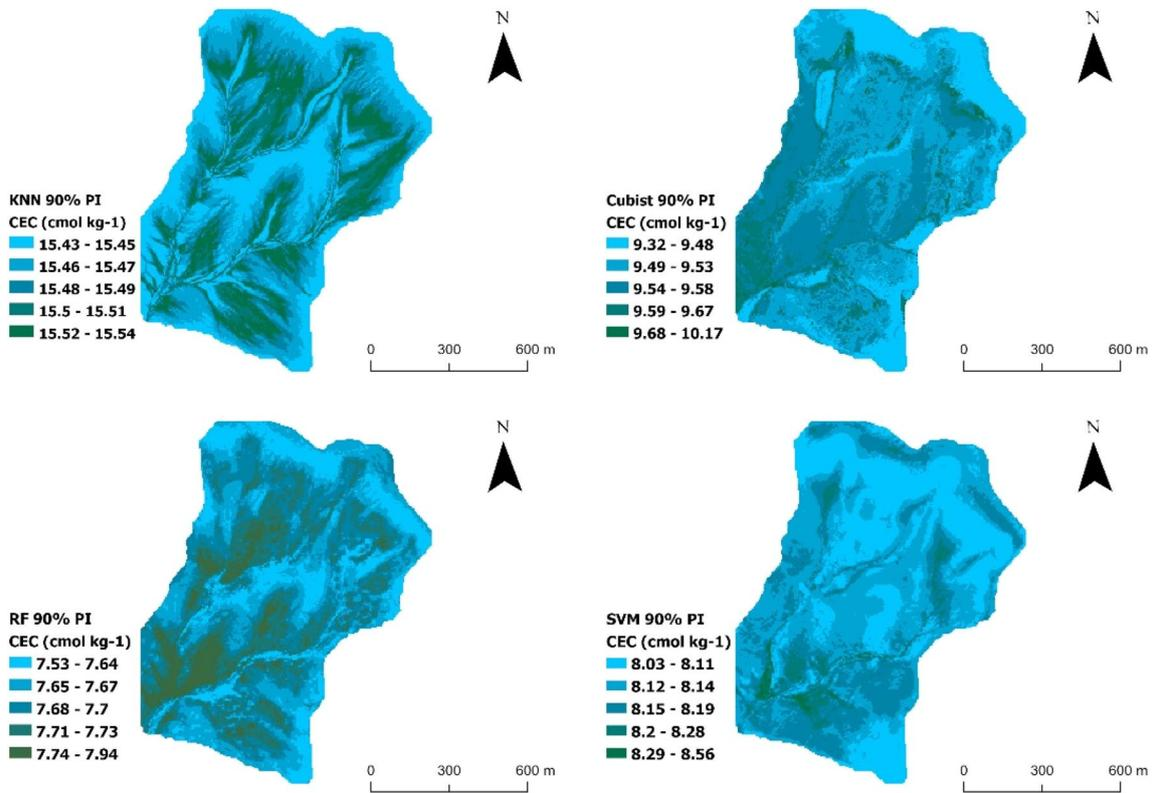 N
KNN 90% PI
CEC (cmol kg-1)
15.43 - 15.45
15.46 - 15.47
15.48 - 15.49
15.5 - 15.51
15.52 - 15.54
0 300 600 m
N
Cubist 90% PI
CEC (cmol kg-1)
9.32 - 9.48
9.49 - 9.53
9.54 - 9.58
9.59 - 9.67
9.68 - 10.17
0 300 600 m
N
RF 90% PI
CEC (cmol kg-1)
7.53 - 7.64
7.65 - 7.67
7.68 - 7.7
7.71 - 7.73
7.74 - 7.94
0 300 600 m
N
SVM 90% PI
CEC (cmol kg-1)
8.03 - 8.11
8.12 - 8.14
8.15 - 8.19
8.2 - 8.28
8.29 - 8.56
0 300 600 m